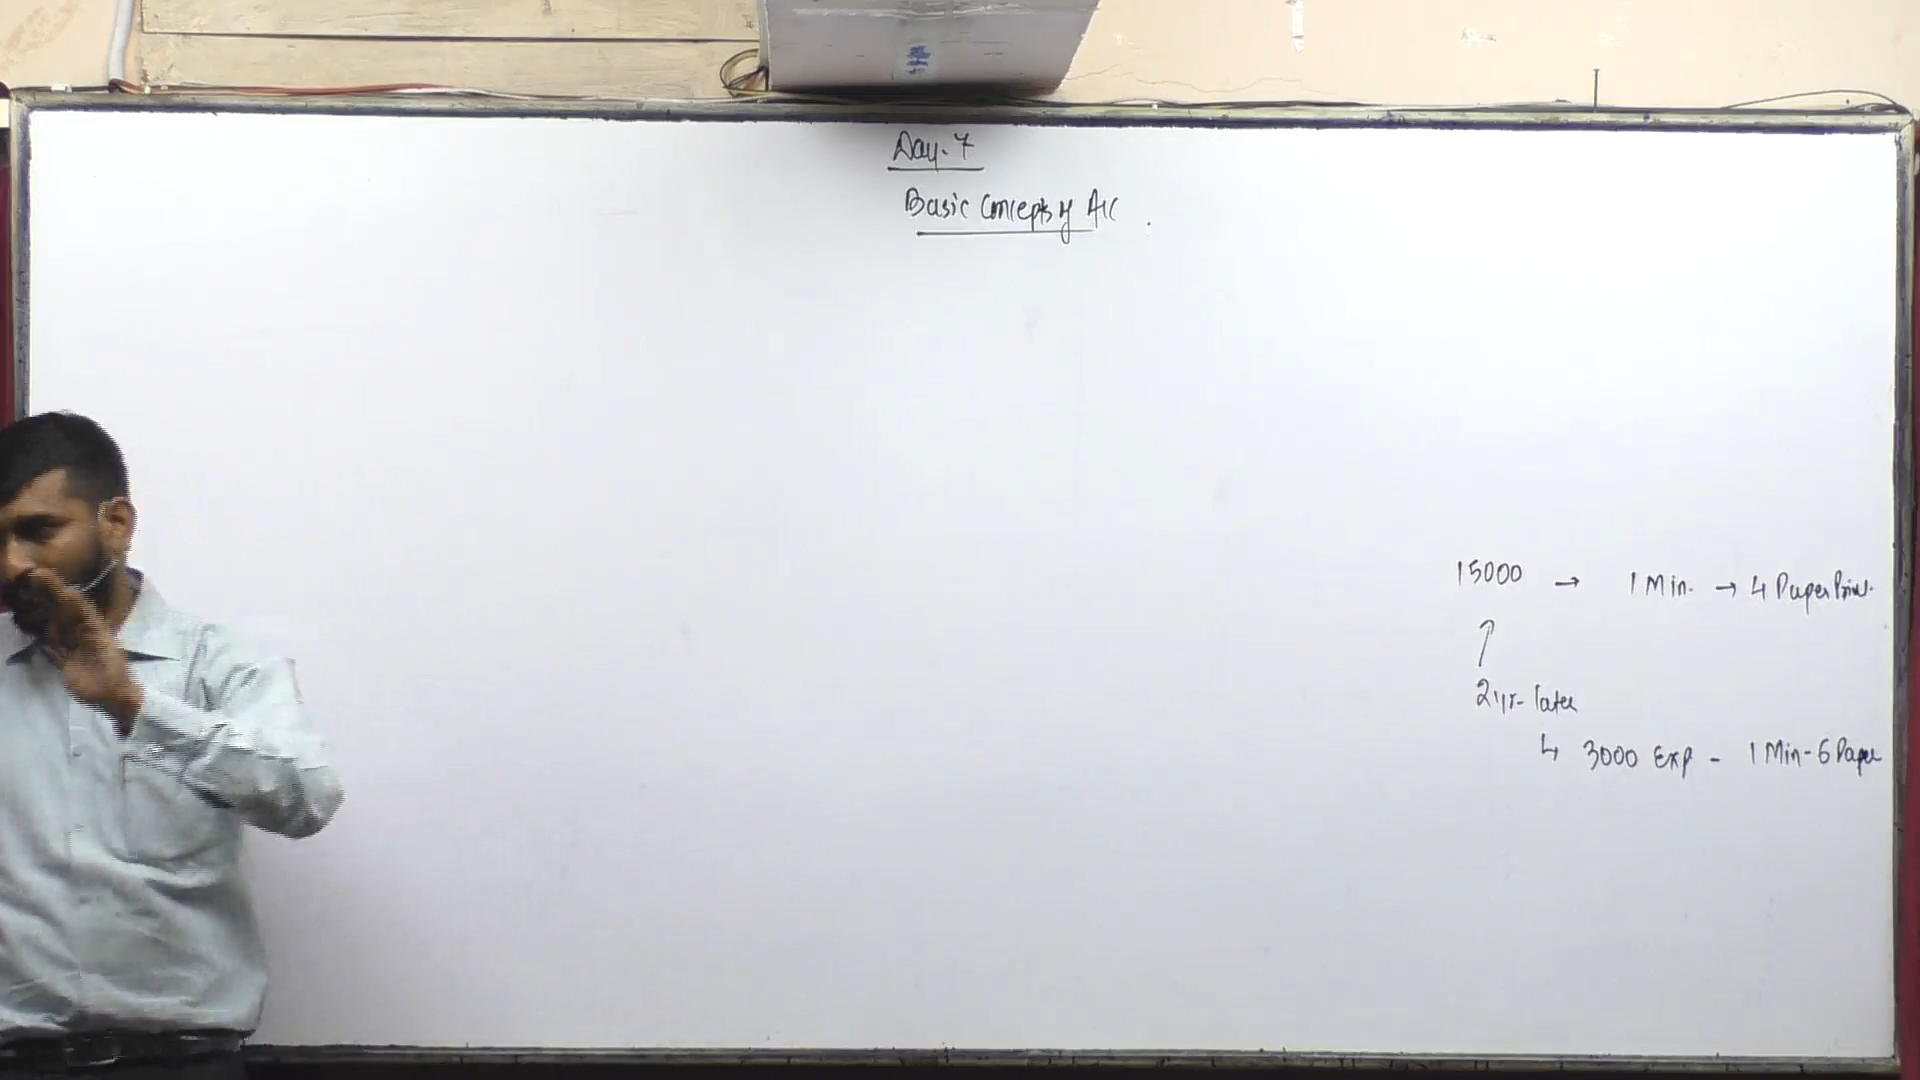 Day. 7
Basic Concepts of A/c.
15000 → 1 Min. → 4 Paper Print.
↑
2 yr. later
↳ 3000 Exp - 1 Min - 6 Paper